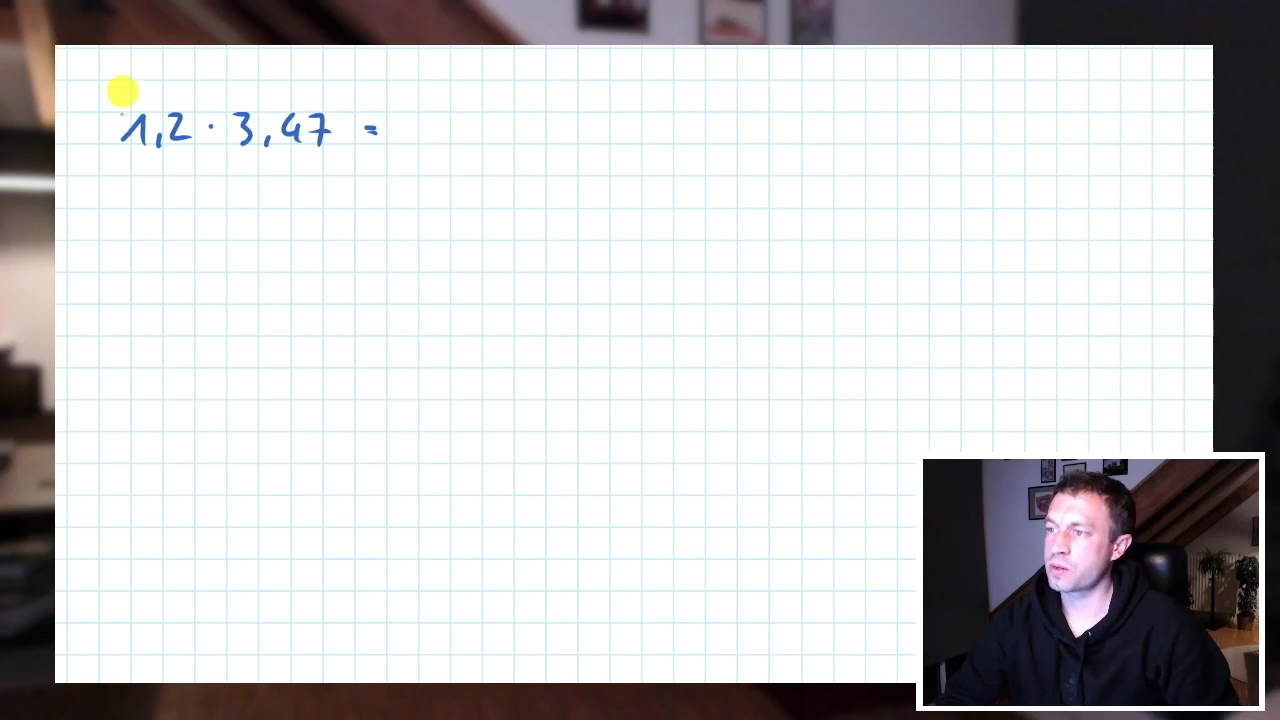 1,2 · 3,47 =